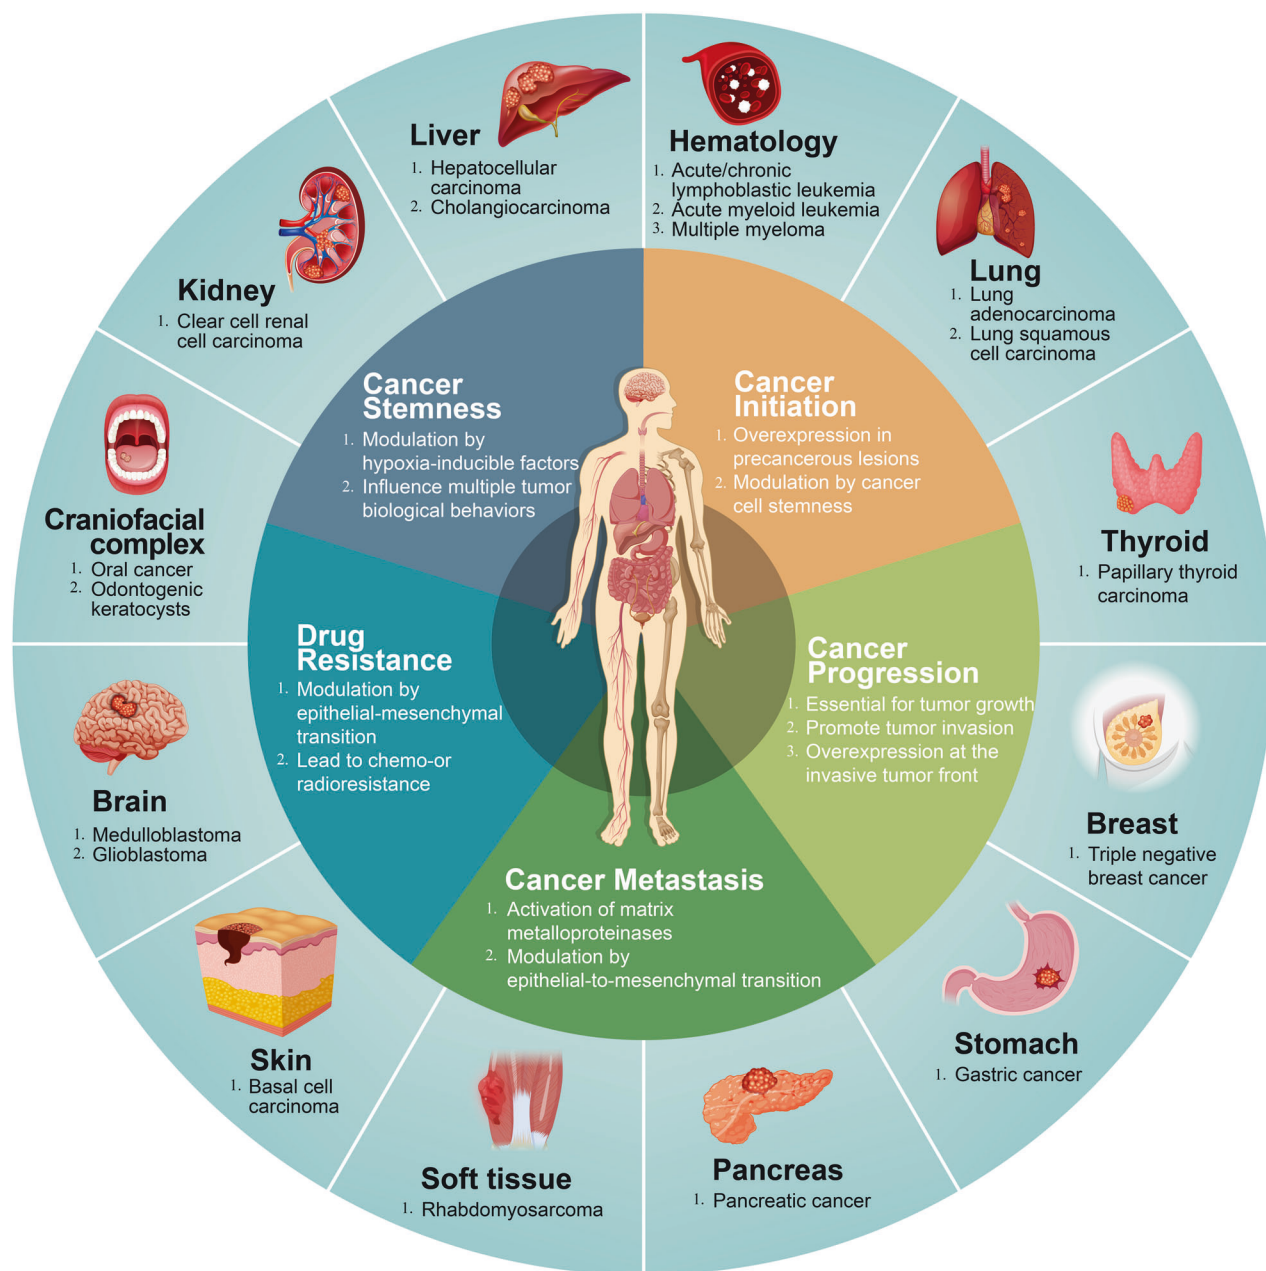 Liver
1. Hepatocellular
carcinoma
2. Cholangiocarcinoma
Hematology
1. Acute/chronic
lymphoblastic leukemia
2. Acute myeloid leukemia
3. Multiple myeloma
Lung
1. Lung
adenocarcinoma
2. Lung squamous
cell carcinoma
Thyroid
1. Papillary thyroid
carcinoma
Breast
1. Triple negative
breast cancer
Stomach
1. Gastric cancer
Pancreas
1. Pancreatic cancer
Soft tissue
1. Rhabdomyosarcoma
Skin
1. Basal cell
carcinoma
Brain
1. Medulloblastoma
2. Glioblastoma
Craniofacial
complex
1. Oral cancer
2. Odontogenic
keratocysts
Kidney
1. Clear cell renal
cell carcinoma
Cancer
Stemness
1. Modulation by
hypoxia-inducible factors
2. Influence multiple tumor
biological behaviors
Cancer
Initiation
1. Overexpression in
precancerous lesions
2. Modulation by cancer
cell stemness
Cancer
Progression
1. Essential for tumor growth
2. Promote tumor invasion
3. Overexpression at the
invasive tumor front
Cancer Metastasis
1. Activation of matrix
metalloproteinases
2. Modulation by
epithelial-to-mesenchymal transition
Drug
Resistance
1. Modulation by
epithelial-mesenchymal
transition
2. Lead to chemo-or
radioresistance